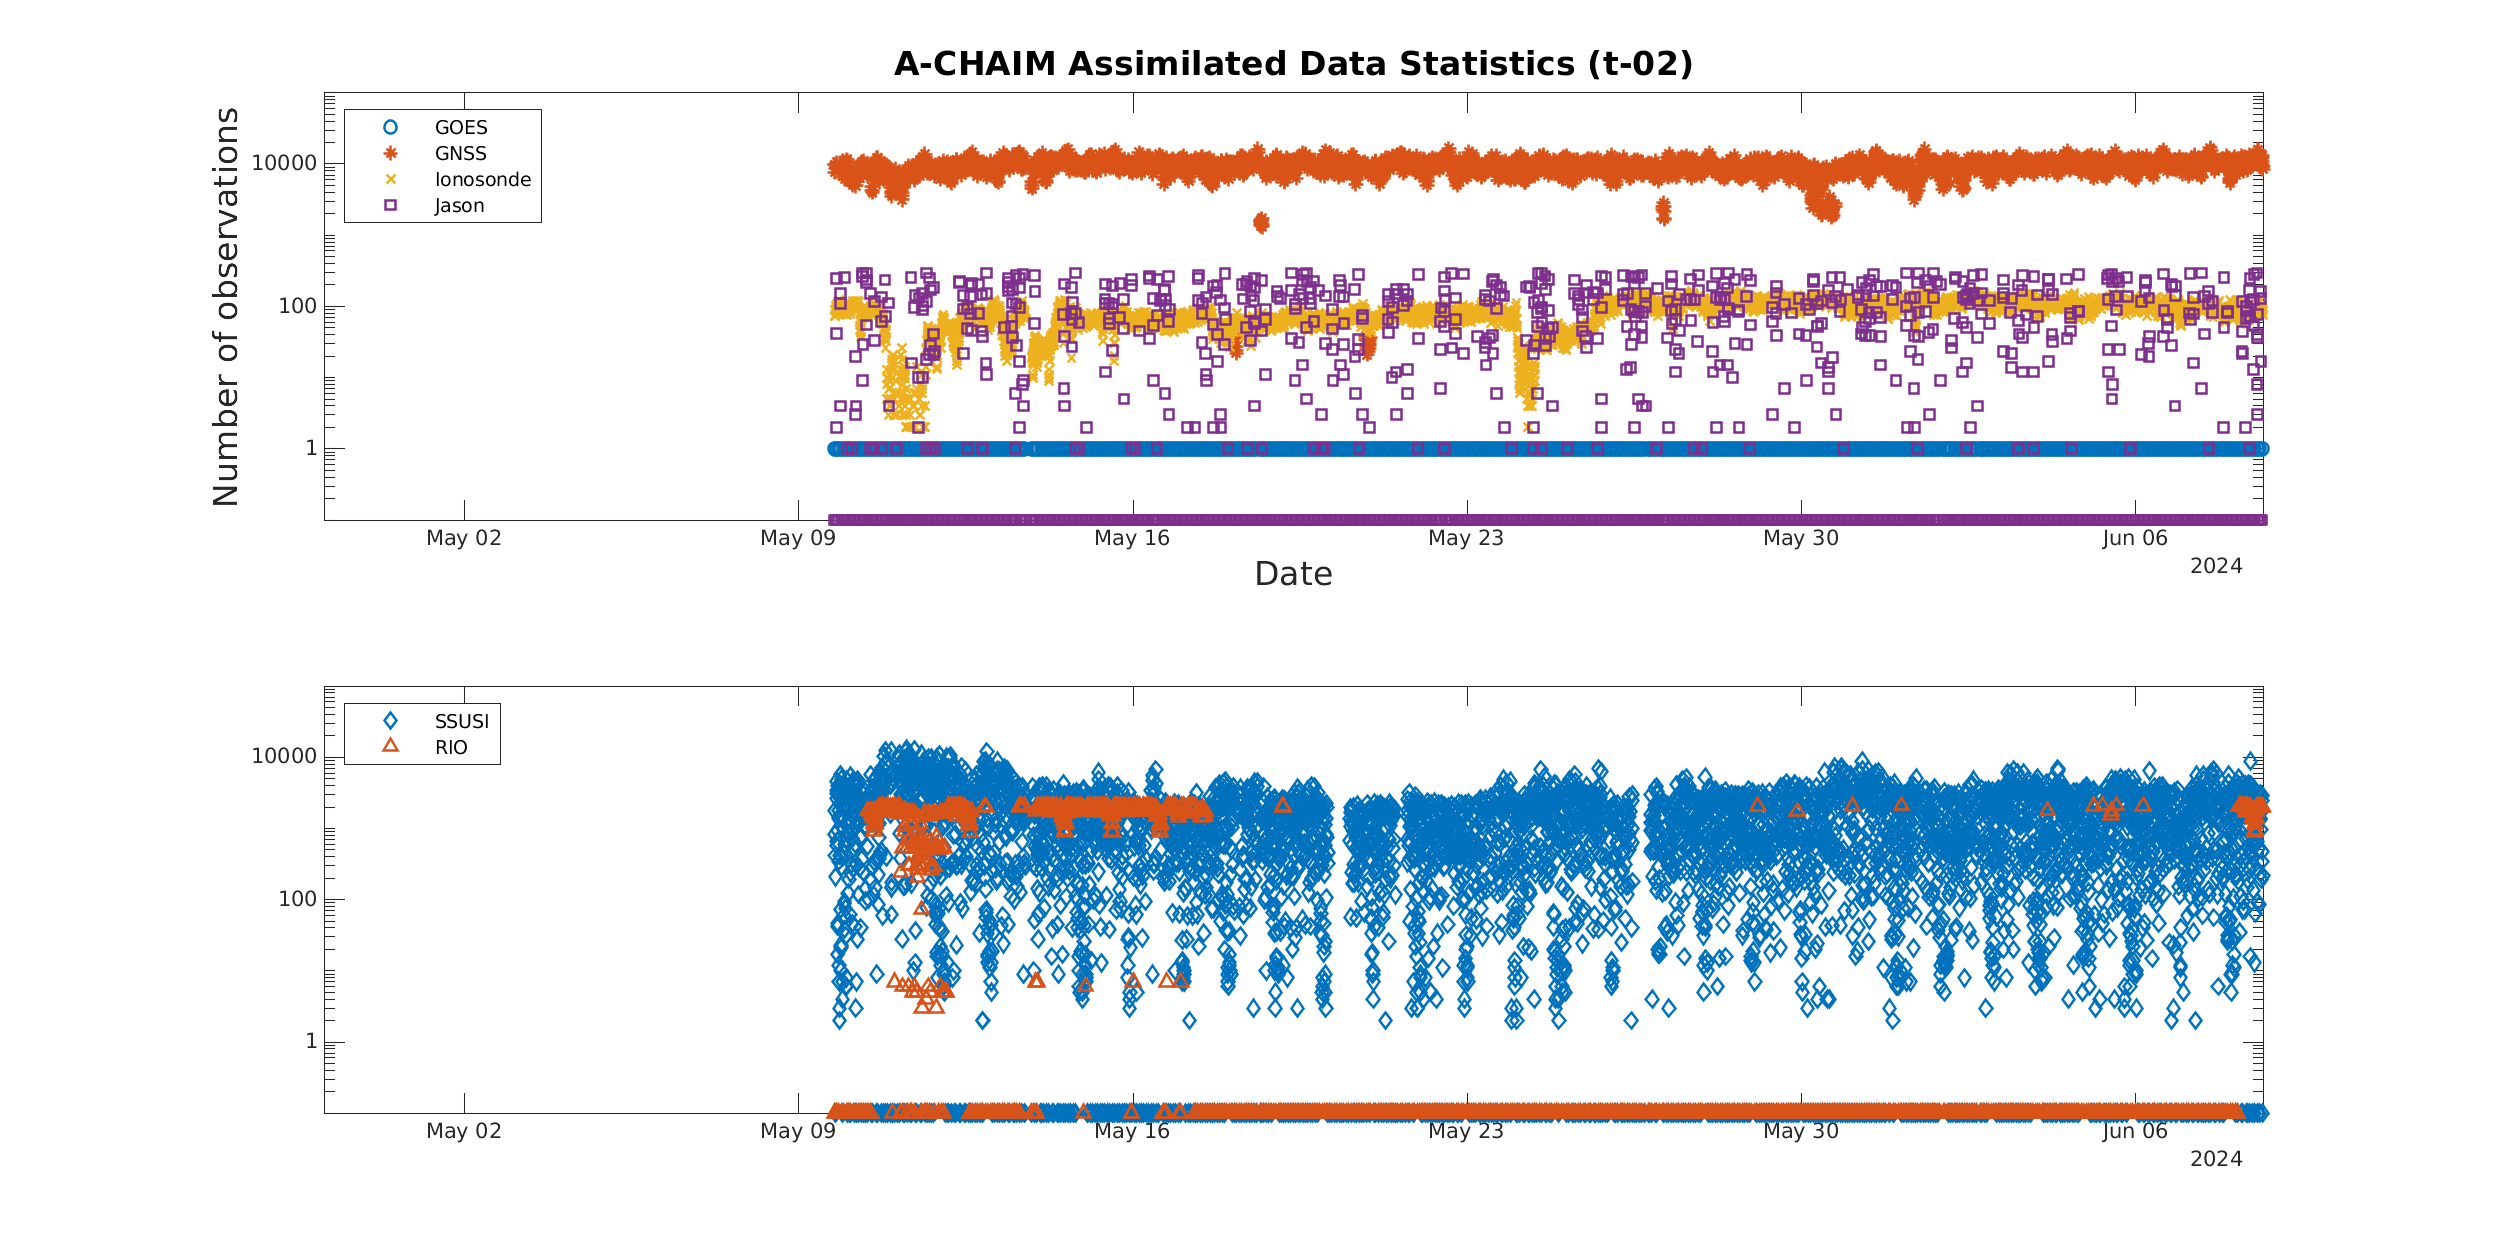 A-CHAIM Assimilated Data Statistics (t-02)
Number of observations
10000
100
1
GOES
GNSS
Ionosonde
Jason
May 02
May 09
May 16
May 23
May 30
Jun 06
2024
Date
10000
100
1
SSUSI
RIO
May 02
May 09
May 16
May 23
May 30
Jun 06
2024